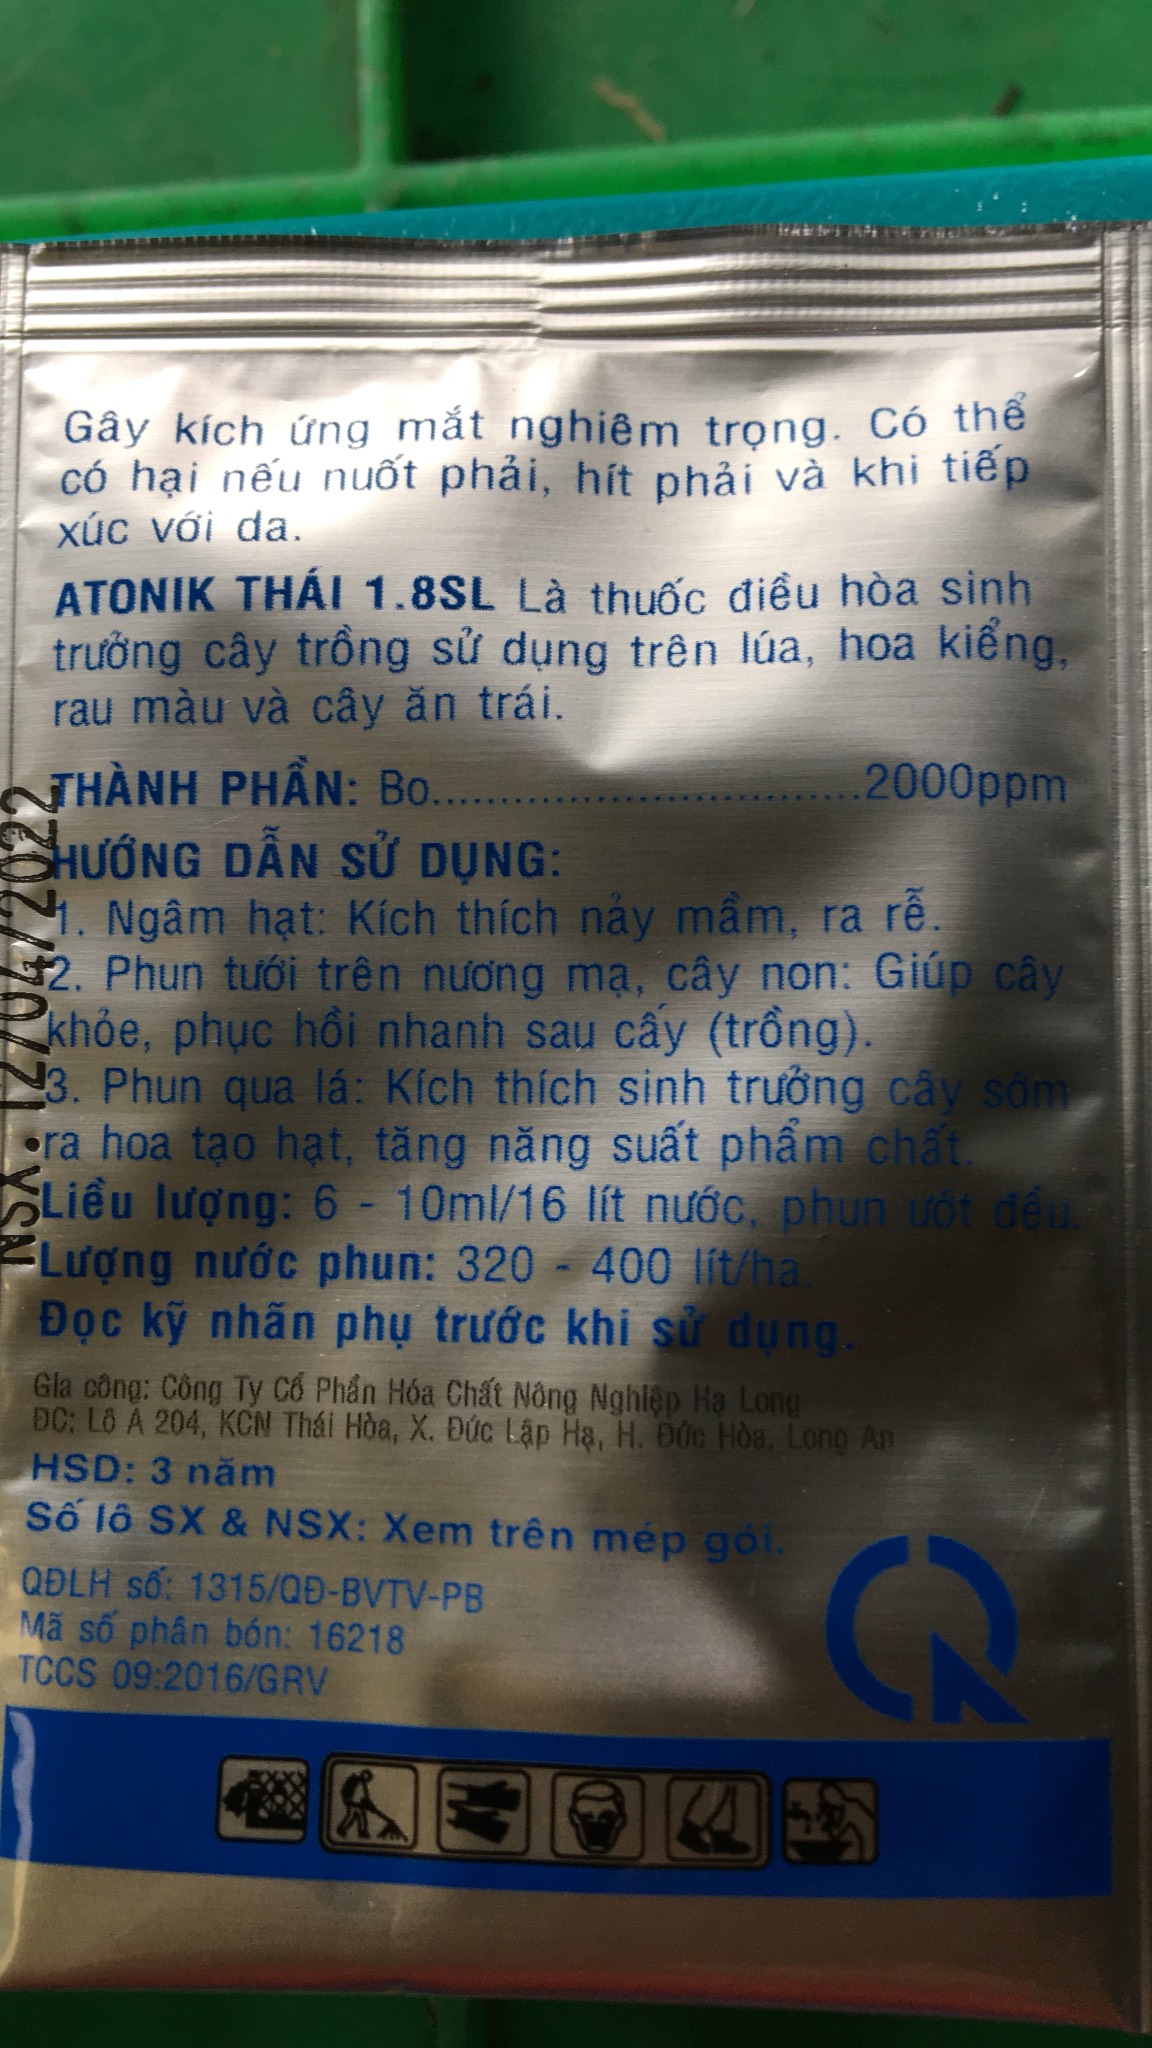 Gây kích ứng mắt nghiêm trọng. Có thể
có hại nếu nuốt phải, hít phải và khi tiếp
xúc với da.
ATONIK THÁI 1.8SL Là thuốc điều hòa sinh
trưởng cây trồng sử dụng trên lúa, hoa kiểng,
rau màu và cây ăn trái.
THÀNH PHẦN: Bo...............................2000ppm
HƯỚNG DẪN SỬ DỤNG:
1. Ngâm hạt: Kích thích nảy mầm, ra rễ.
2. Phun tưới trên nương mạ, cây non: Giúp cây
khỏe, phục hồi nhanh sau cấy (trồng).
3. Phun qua lá: Kích thích sinh trưởng cây sớm
ra hoa tạo hạt, tăng năng suất phẩm chất.
Liều lượng: 6 - 10ml/16 lít nước, phun ướt đều.
Lượng nước phun: 320 - 400 lít/ha.
Đọc kỹ nhãn phụ trước khi sử dụng.
Gia công: Công Ty Cổ Phần Hóa Chất Nông Nghiệp Hạ Long
ĐC: Lô A 204, KCN Thái Hòa, X. Đức Lập Hạ, H. Đức Hòa, Long An
HSD: 3 năm
Số lô SX & NSX: Xem trên mép gói.
QĐLH số: 1315/QĐ-BVTV-PB
Mã số phân bón: 16218
TCCS 09:2016/GRV
NSX.12/04/2022